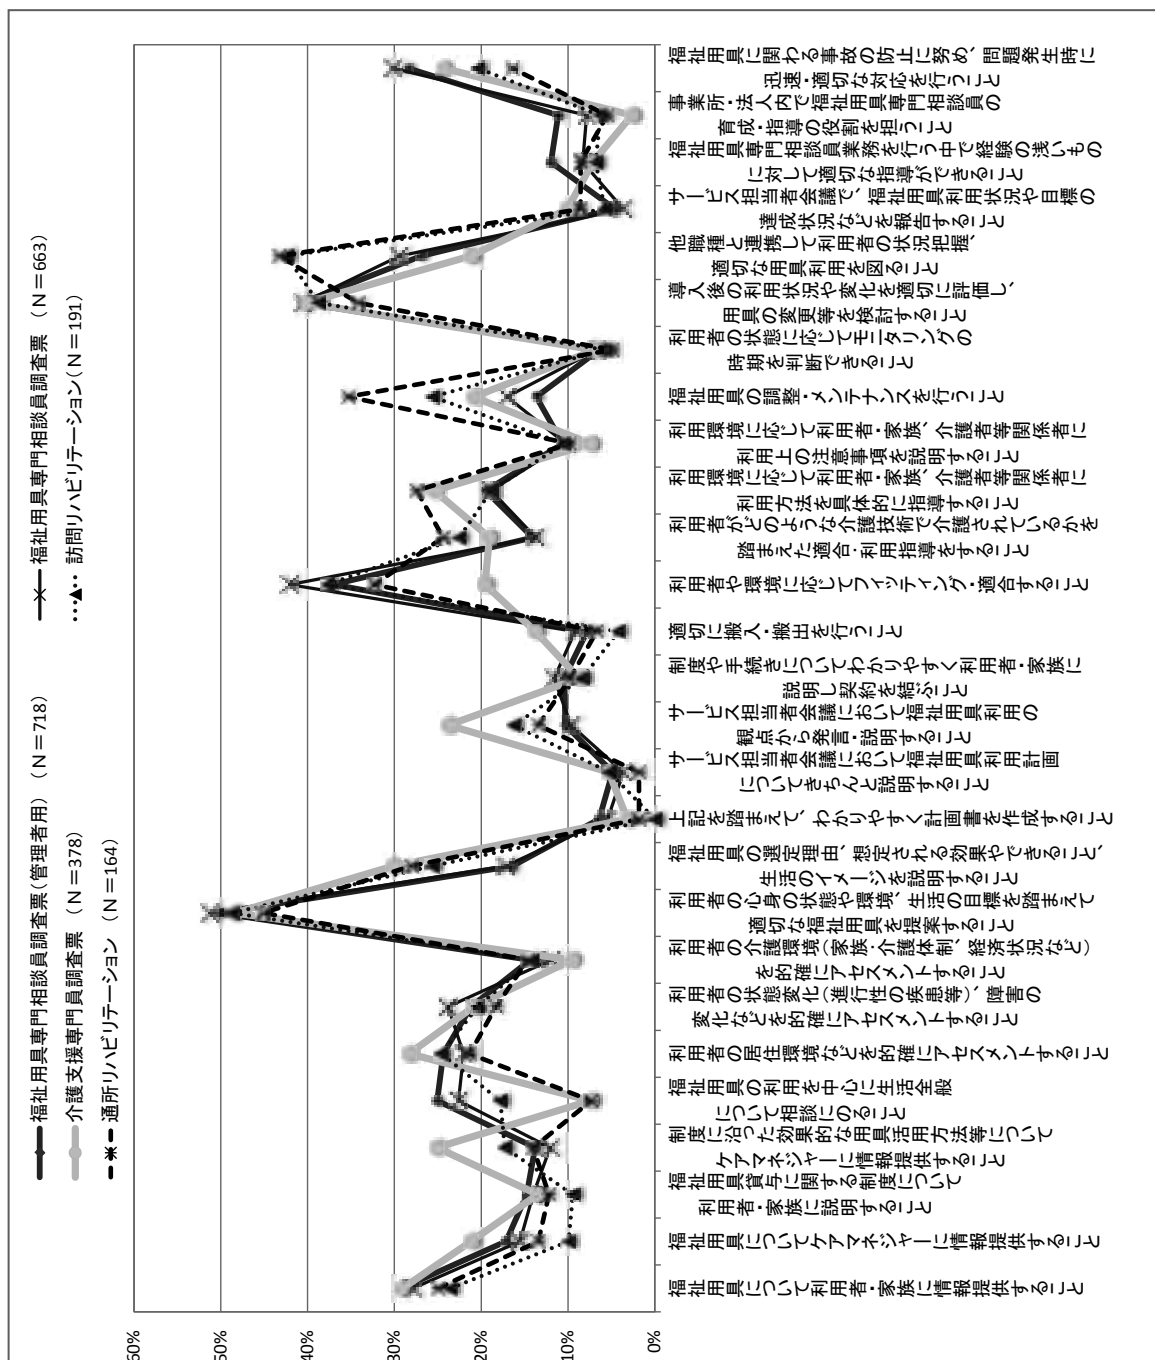 福祉用具専門相談員調査票(管理者用) (N=718)
福祉用具専門相談員調査票 (N=663)
介護支援専門員調査票 (N=378)
訪問リハビリテーション(N=191)
通所リハビリテーション (N=164)
60%
50%
40%
30%
20%
10%
0%
福祉用具について利用者・家族に情報提供すること
福祉用具についてケアマネジャーに情報提供すること
福祉用具貸与に関する制度について
利用者・家族に説明すること
制度に沿った効果的な用具活用方法等について
ケアマネジャーに情報提供すること
福祉用具の利用を中心に生活全般
について相談にのること
利用者の居住環境などを的確にアセスメントすること
利用者の状態変化(進行性の疾患等)、障害の
変化などを的確にアセスメントすること
利用者の介護環境(家族・介護体制、経済状況など)
を的確にアセスメントすること
利用者の心身の状態や環境、生活の目標を踏まえて
適切な福祉用具を提案すること
福祉用具の選定理由、想定される効果やできること、
生活のイメージを説明すること
上記を踏まえて、わかりやすく計画書を作成すること
サービス担当者会議において福祉用具利用計画
についてきちんと説明すること
サービス担当者会議において福祉用具利用の
観点から発言・説明すること
制度や手続きについてわかりやすく利用者・家族に
説明し契約を結ぶこと
適切に搬入・搬出を行うこと
利用者や環境に応じてフィッティング・適合すること
利用者がどのような介護技術で介護されているかを
踏まえた適合・利用指導をすること
利用環境に応じて利用者・家族、介護者等関係者に
利用方法を具体的に指導すること
利用環境に応じて利用者・家族、介護者等関係者に
利用上の注意事項を説明すること
福祉用具の調整・メンテナンスを行うこと
利用者の状態に応じてモニタリングの
時期を判断できること
導入後の利用状況や変化を適切に評価し、
用具の変更等を検討すること
他職種と連携して利用者の状況把握、
適切な用具利用を図ること
サービス担当者会議で、福祉用具利用状況や目標の
達成状況などを報告すること
福祉用具専門相談員業務を行う中で経験の浅いもの
に対して適切な指導ができること
事業所・法人内で福祉用具専門相談員の
育成・指導の役割を担うこと
福祉用具に関わる事故の防止に努め、問題発生時に
迅速・適切な対応を行うこと